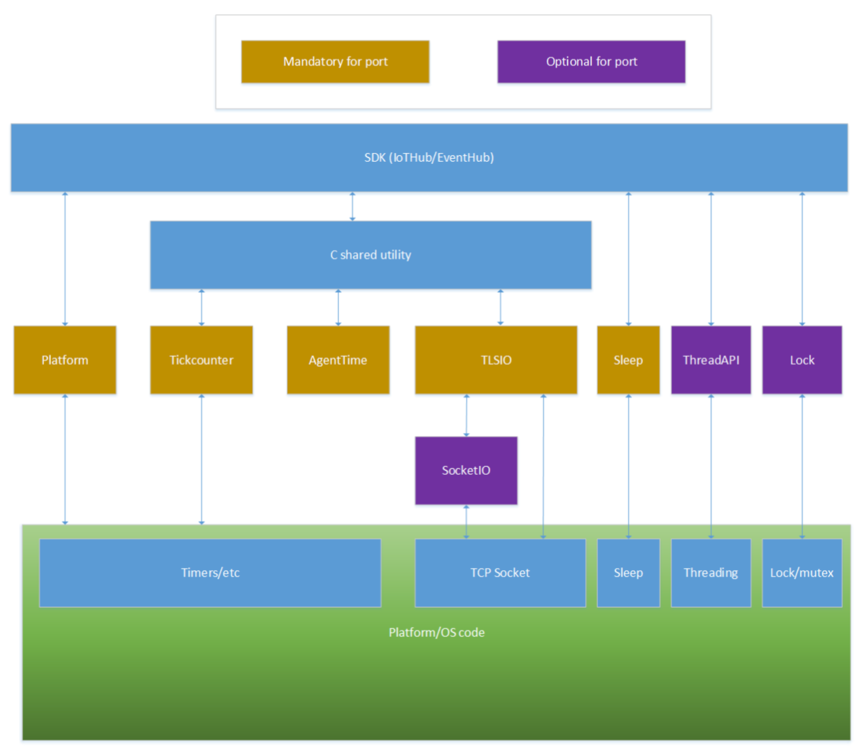 Mandatory for port
Optional for port
SDK (IoTHub/EventHub)
C shared utility
Platform
Tickcounter
AgentTime
TLSIO
Sleep
ThreadAPI
Lock
SocketIO
Timers/etc
TCP Socket
Sleep
Threading
Lock/mutex
Platform/OS code